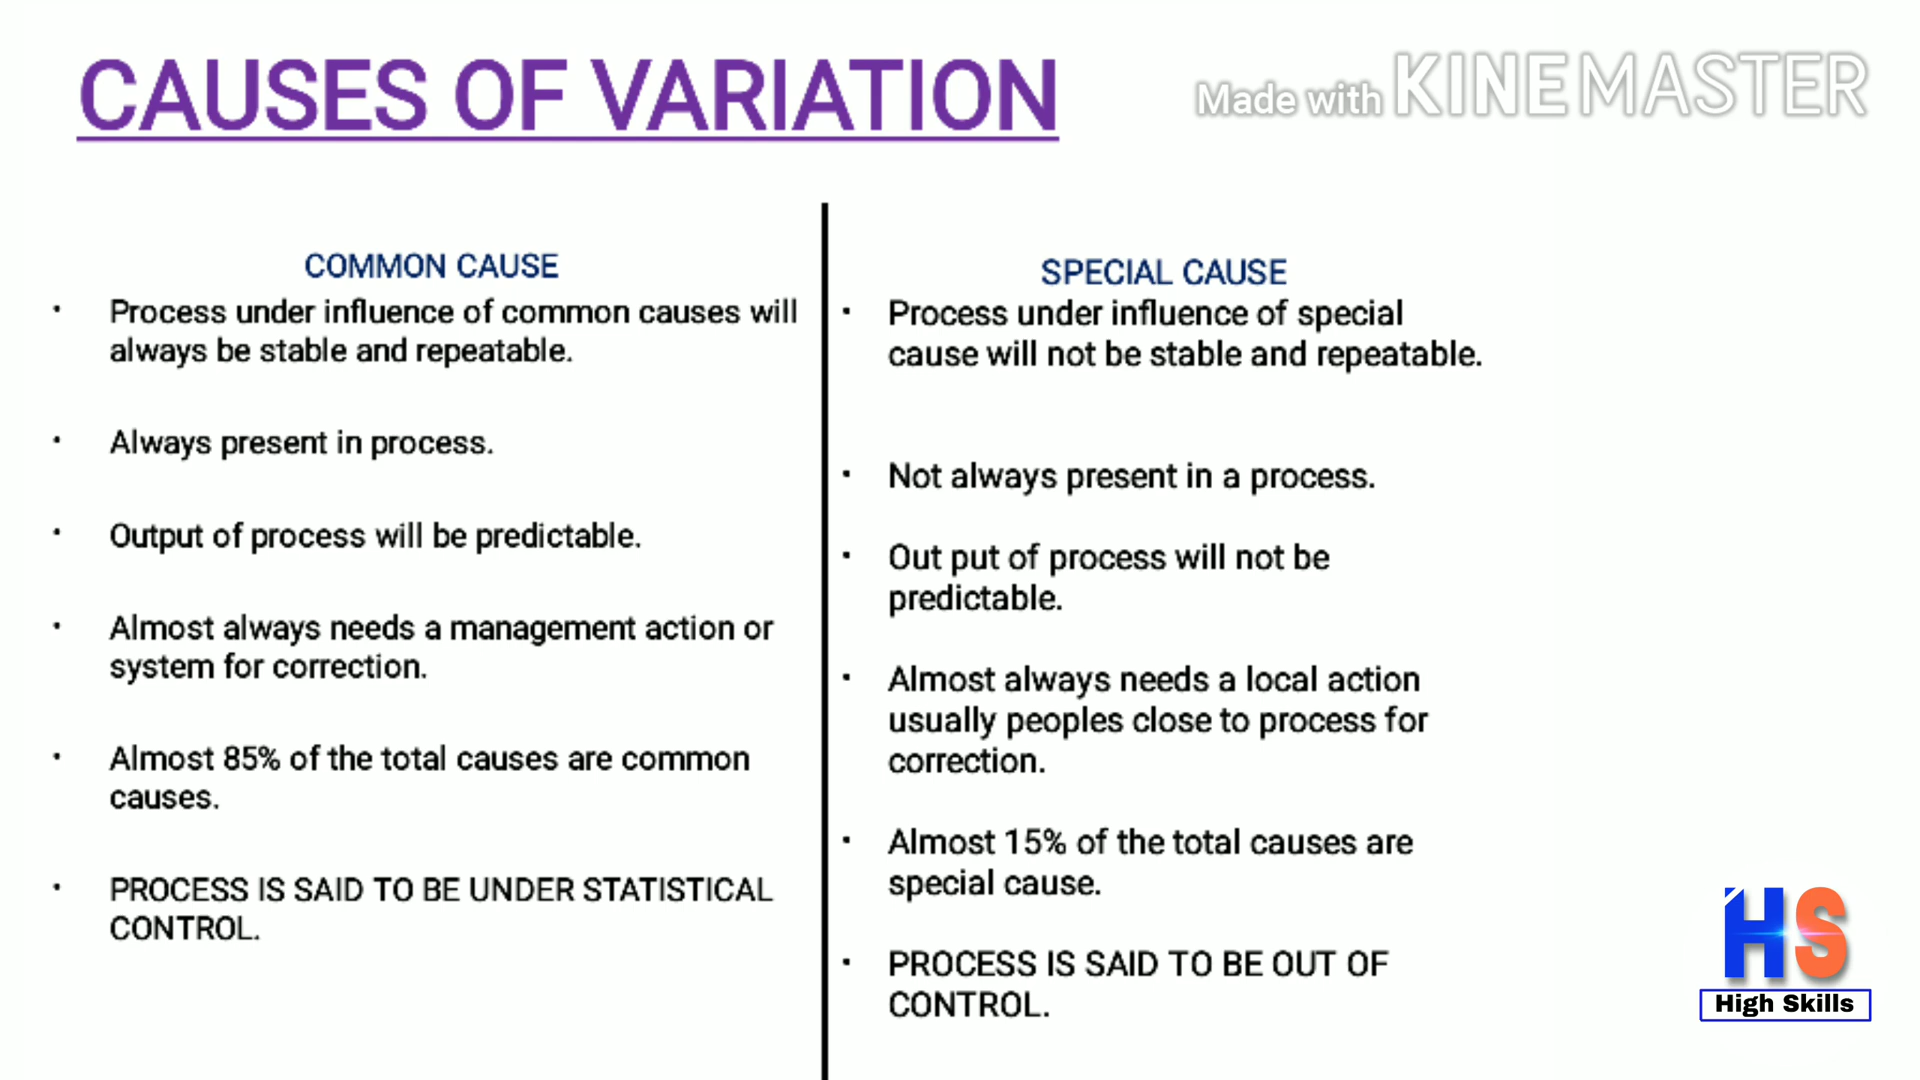 CAUSES OF VARIATION
Made with KINEMASTER
COMMON CAUSE
• Process under influence of common causes will
always be stable and repeatable.
• Always present in process.
• Output of process will be predictable.
• Almost always needs a management action or
system for correction.
• Almost 85% of the total causes are common
causes.
• PROCESS IS SAID TO BE UNDER STATISTICAL
CONTROL.
SPECIAL CAUSE
• Process under influence of special
cause will not be stable and repeatable.
• Not always present in a process.
• Out put of process will not be
predictable.
• Almost always needs a local action
usually peoples close to process for
correction.
• Almost 15% of the total causes are
special cause.
• PROCESS IS SAID TO BE OUT OF
CONTROL.
HS
High Skills